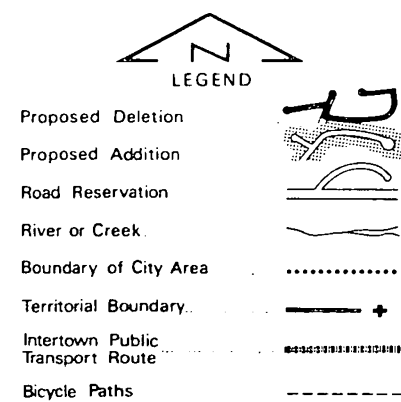 N
LEGEND
Proposed Deletion
Proposed Addition
Road Reservation
River or Creek
Boundary of City Area
Territorial Boundary
Intertown Public
Transport Route
Bicycle Paths